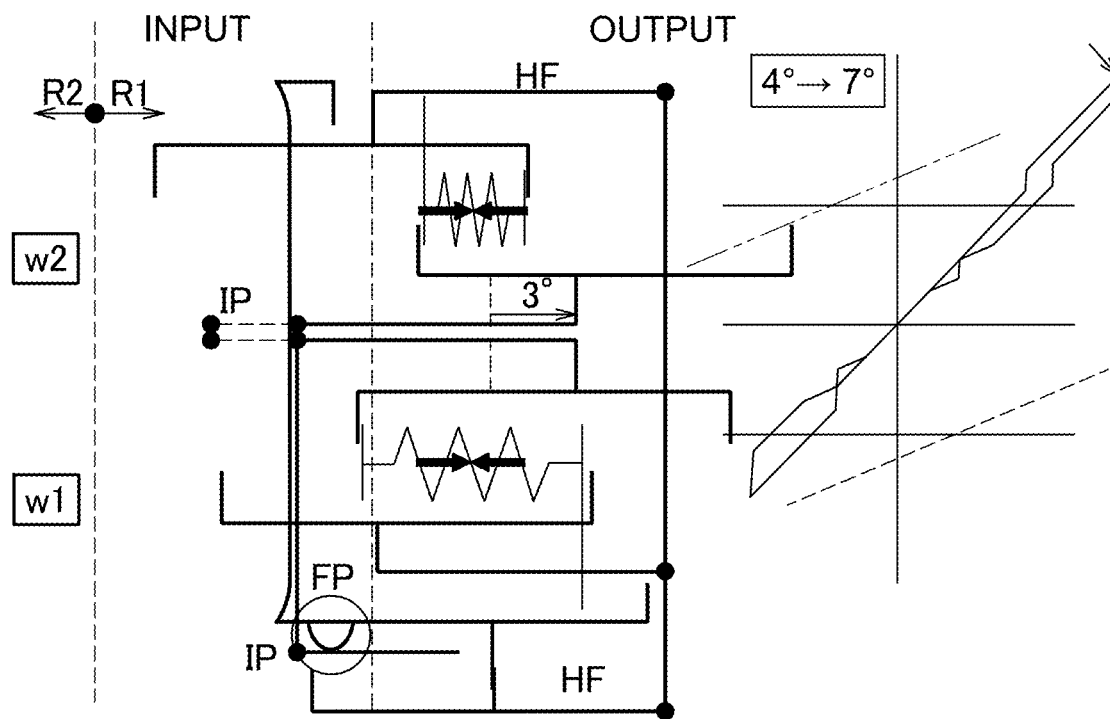 INPUT OUTPUT
R2 R1 HF 4°→ 7°
w2
IP 3°
w1
FP
IP HF